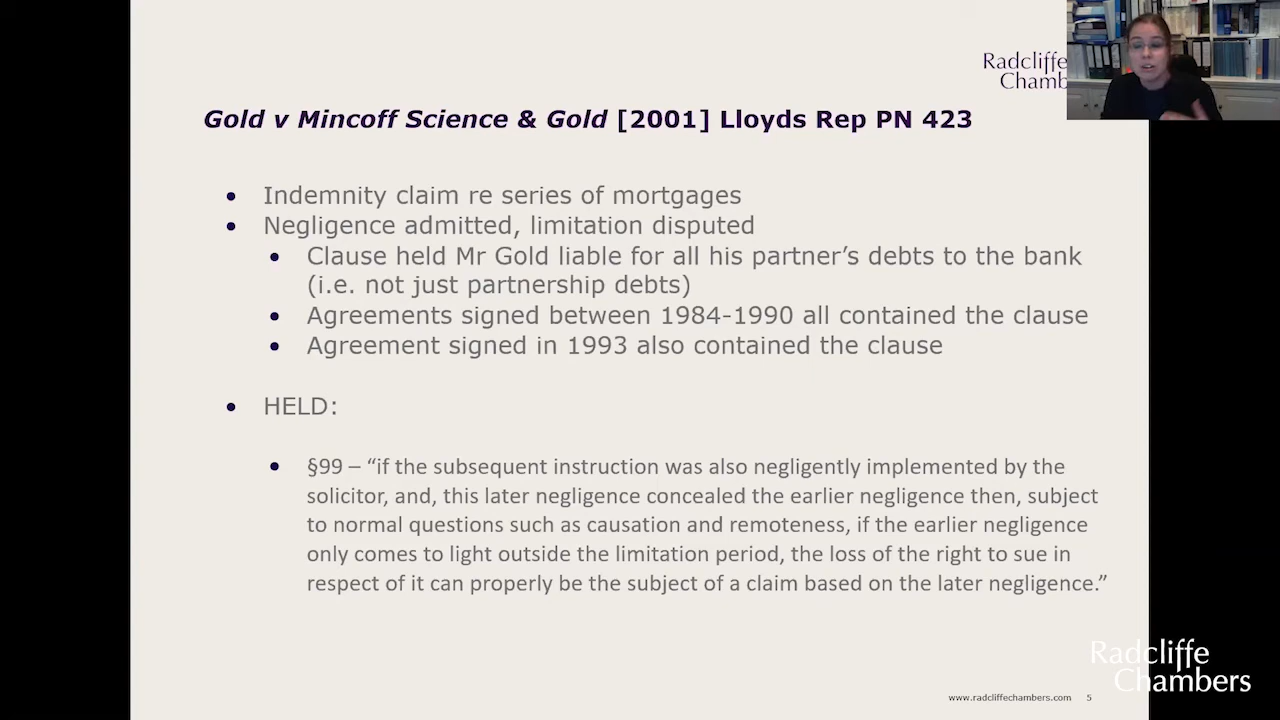 Radcliffe
Chamb
Gold v Mincoff Science & Gold [2001] Lloyds Rep PN 423
• Indemnity claim re series of mortgages
• Negligence admitted, limitation disputed
• Clause held Mr Gold liable for all his partner’s debts to the bank
(i.e. not just partnership debts)
• Agreements signed between 1984-1990 all contained the clause
• Agreement signed in 1993 also contained the clause
• HELD:
• §99 – “if the subsequent instruction was also negligently implemented by the
solicitor, and, this later negligence concealed the earlier negligence then, subject
to normal questions such as causation and remoteness, if the earlier negligence
only comes to light outside the limitation period, the loss of the right to sue in
respect of it can properly be the subject of a claim based on the later negligence.”
Radcliffe
Chambers
www.radcliffechambers.com 5